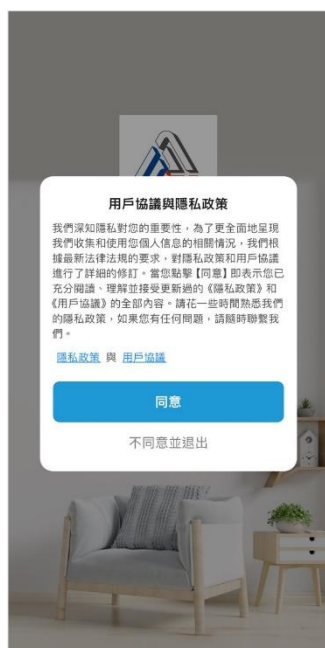 用戶協議與隱私政策
我們深知隱私對您的重要性，為了更全面地呈現
我們收集和使用您個人信息的相關情況，我們根
據最新法律法規的要求，對隱私政策和用戶協議
進行了詳細的修訂。當您點擊【同意】即表示您已
充分閱讀、理解並接受更新過的《隱私政策》和
《用戶協議》的全部內容。請花一些時間熟悉我們
的隱私政策，如果您有任何問題，請隨時聯繫我
們。
隱私政策 與 用戶協議
同意
不同意並退出